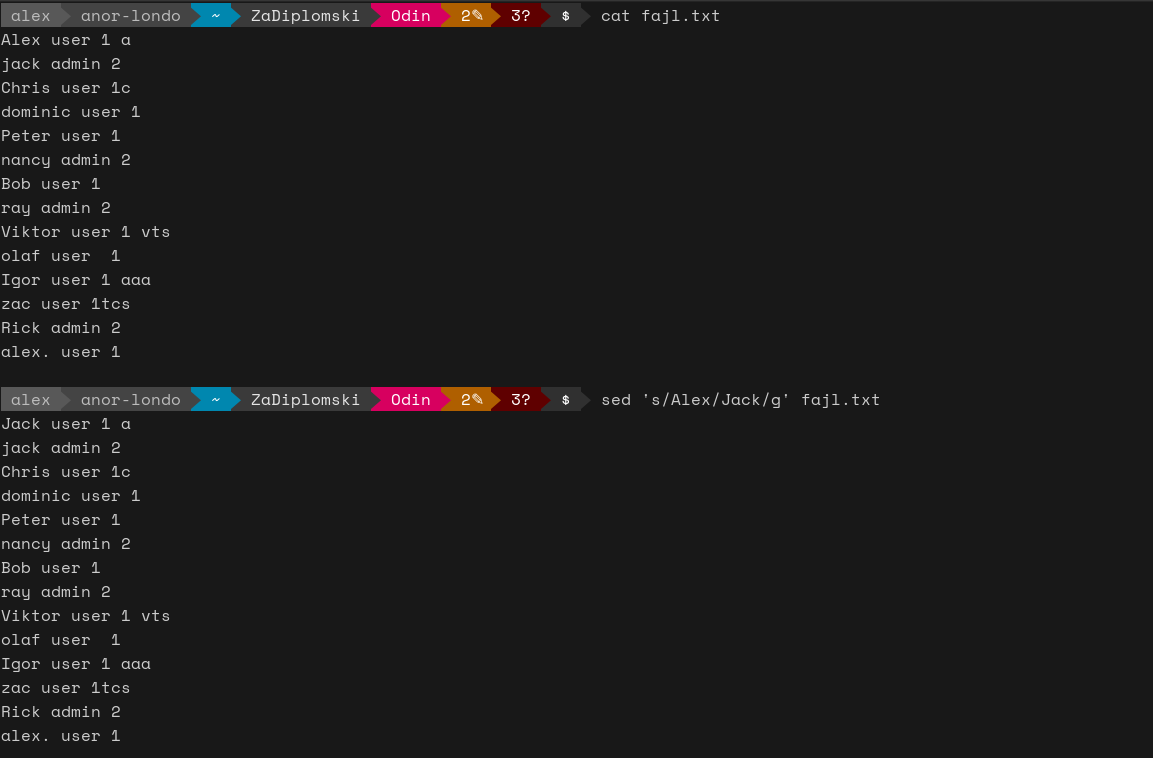 alex anor-londo ~ ZaDiplomski Odin 2✎ 3? $ cat fajl.txt
Alex user 1 a
jack admin 2
Chris user 1c
dominic user 1
Peter user 1
nancy admin 2
Bob user 1
ray admin 2
Viktor user 1 vts
olaf user  1
Igor user 1 aaa
zac user 1tcs
Rick admin 2
alex. user 1
alex anor-londo ~ ZaDiplomski Odin 2✎ 3? $ sed 's/Alex/Jack/g' fajl.txt
Jack user 1 a
jack admin 2
Chris user 1c
dominic user 1
Peter user 1
nancy admin 2
Bob user 1
ray admin 2
Viktor user 1 vts
olaf user  1
Igor user 1 aaa
zac user 1tcs
Rick admin 2
alex. user 1